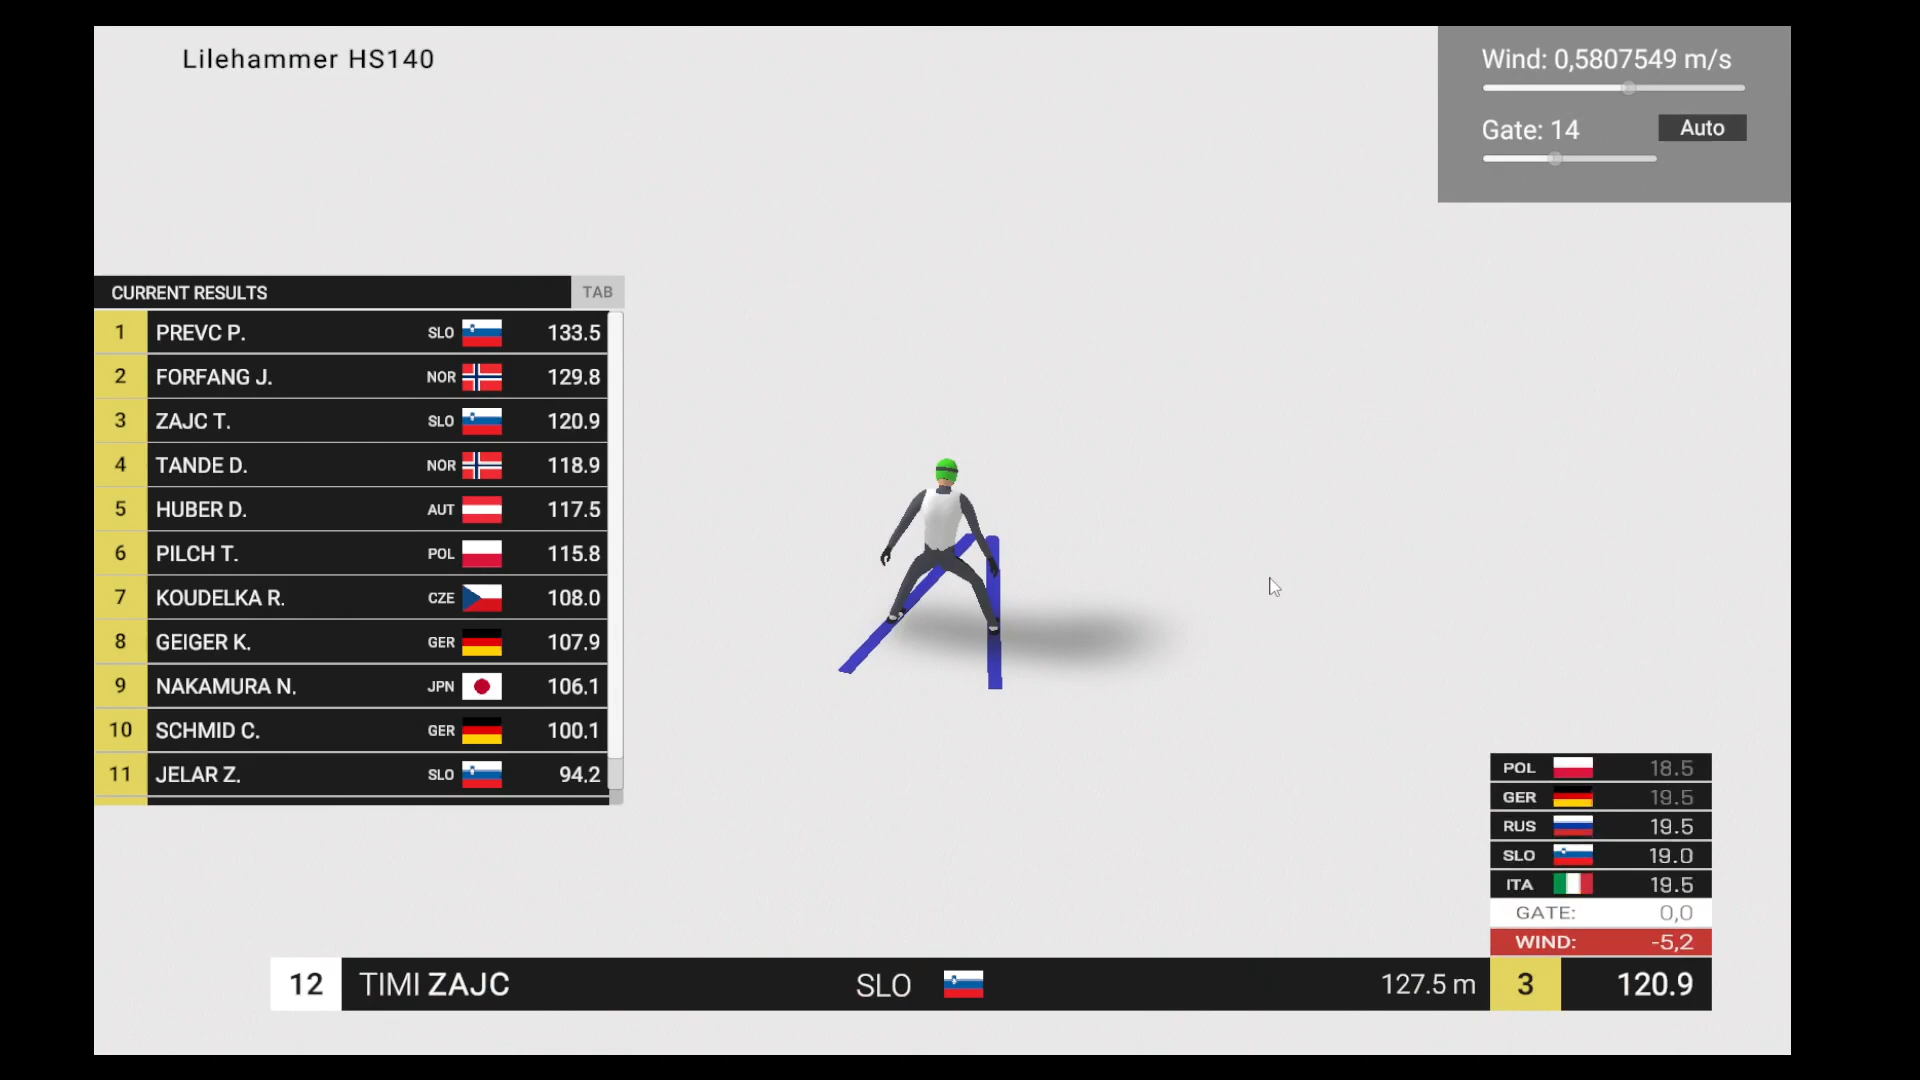 Lilehammer HS140
Wind: 0,5807549 m/s
Gate: 14
Auto
CURRENT RESULTS TAB
1 PREVC P. SLO 133.5
2 FORFANG J. NOR 129.8
3 ZAJC T. SLO 120.9
4 TANDE D. NOR 118.9
5 HUBER D. AUT 117.5
6 PILCH T. POL 115.8
7 KOUDELKA R. CZE 108.0
8 GEIGER K. GER 107.9
9 NAKAMURA N. JPN 106.1
10 SCHMID C. GER 100.1
11 JELAR Z. SLO 94.2
POL 18.5
GER 19.5
RUS 19.5
SLO 19.0
ITA 19.5
GATE: 0,0
WIND: -5,2
12 TIMI ZAJC SLO 127.5 m 3 120.9